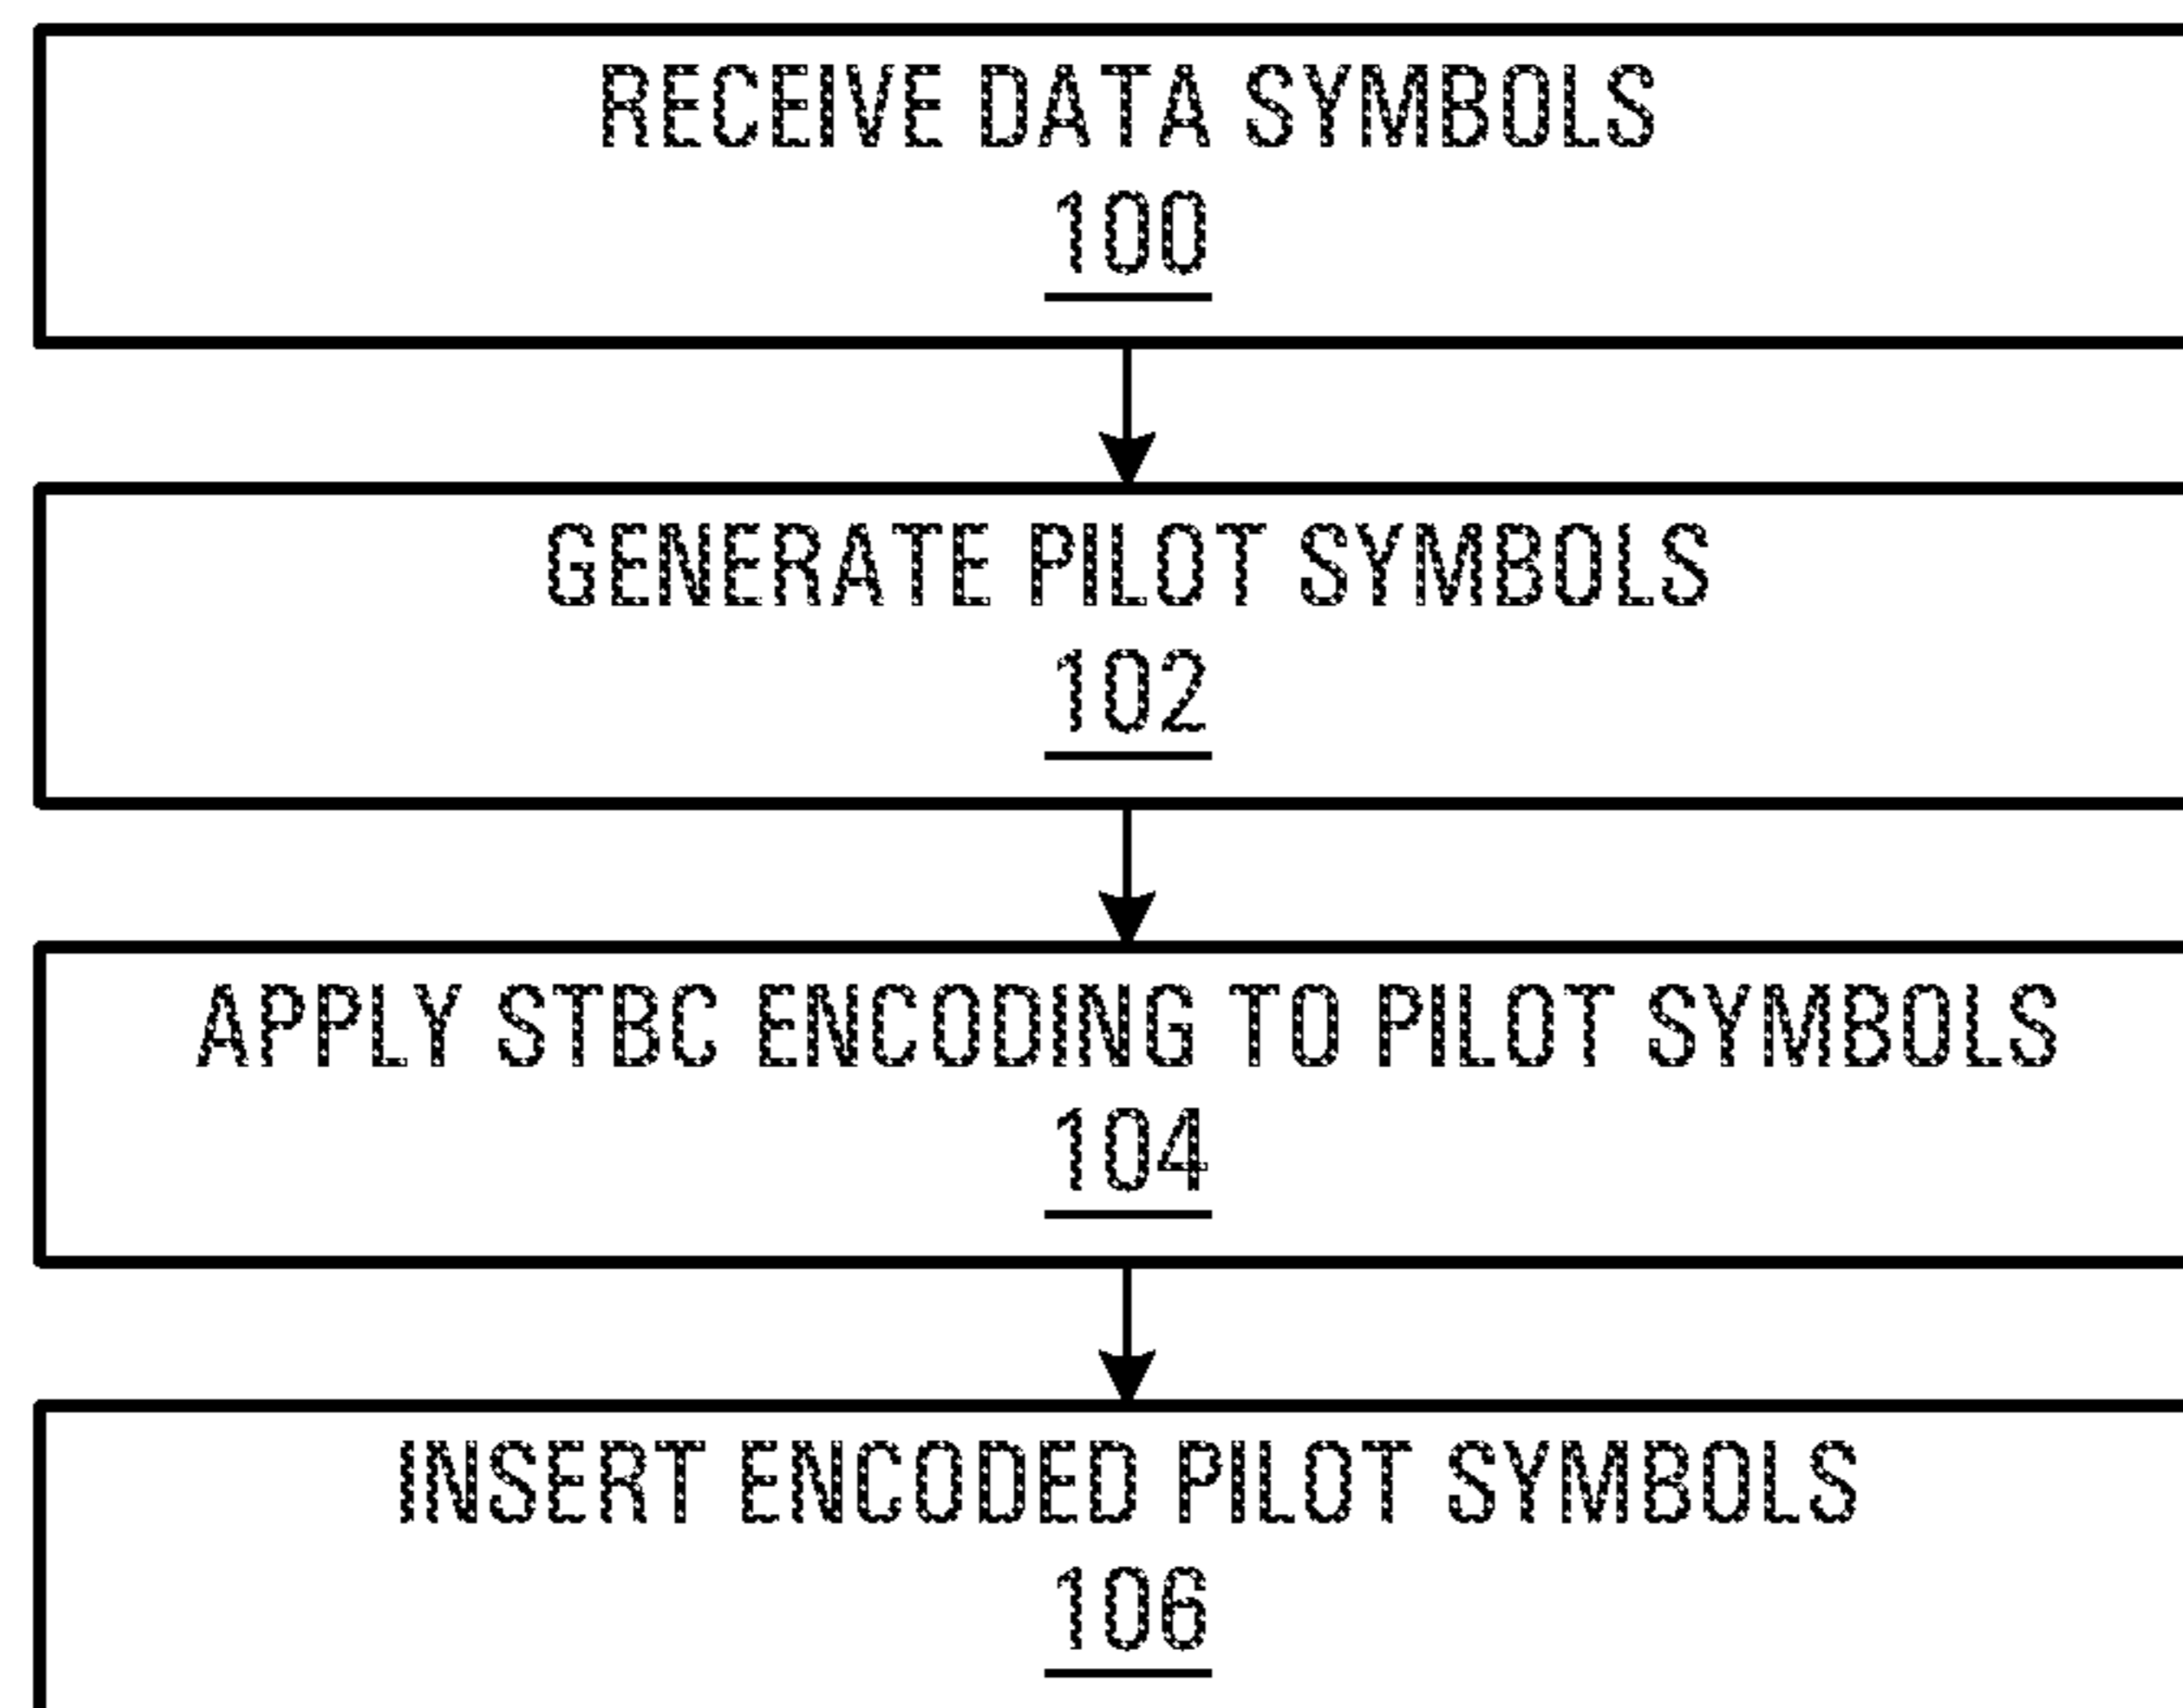 RECEIVE DATA SYMBOLS
100
GENERATE PILOT SYMBOLS
102
APPLY STBC ENCODING TO PILOT SYMBOLS
104
INSERT ENCODED PILOT SYMBOLS
106